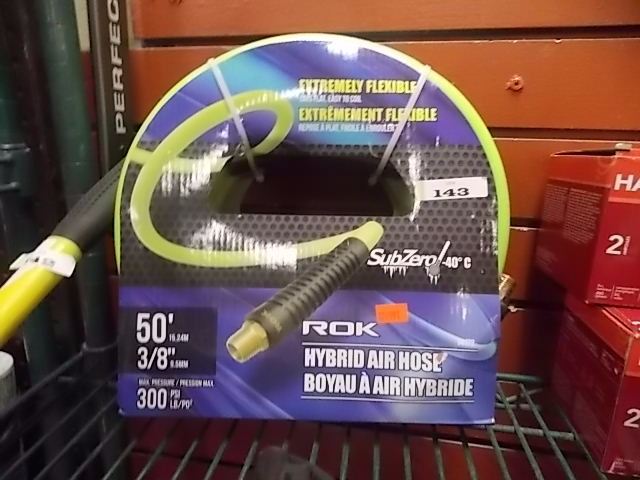 PERFEC
EXTREMELY FLEXIBLE
LAYS FLAT, EASY TO COIL
EXTRÊMEMENT FLEXIBLE
REPOSE À PLAT, FACILE À ENROULER
143
SubZero -40°C
50' 15.24M
3/8" 9.5MM
MAX. PRESSURE / PRESSION MAX.
300 PSI
LB/PO²
ROK
HYBRID AIR HOSE
BOYAU À AIR HYBRIDE
HA
2
2